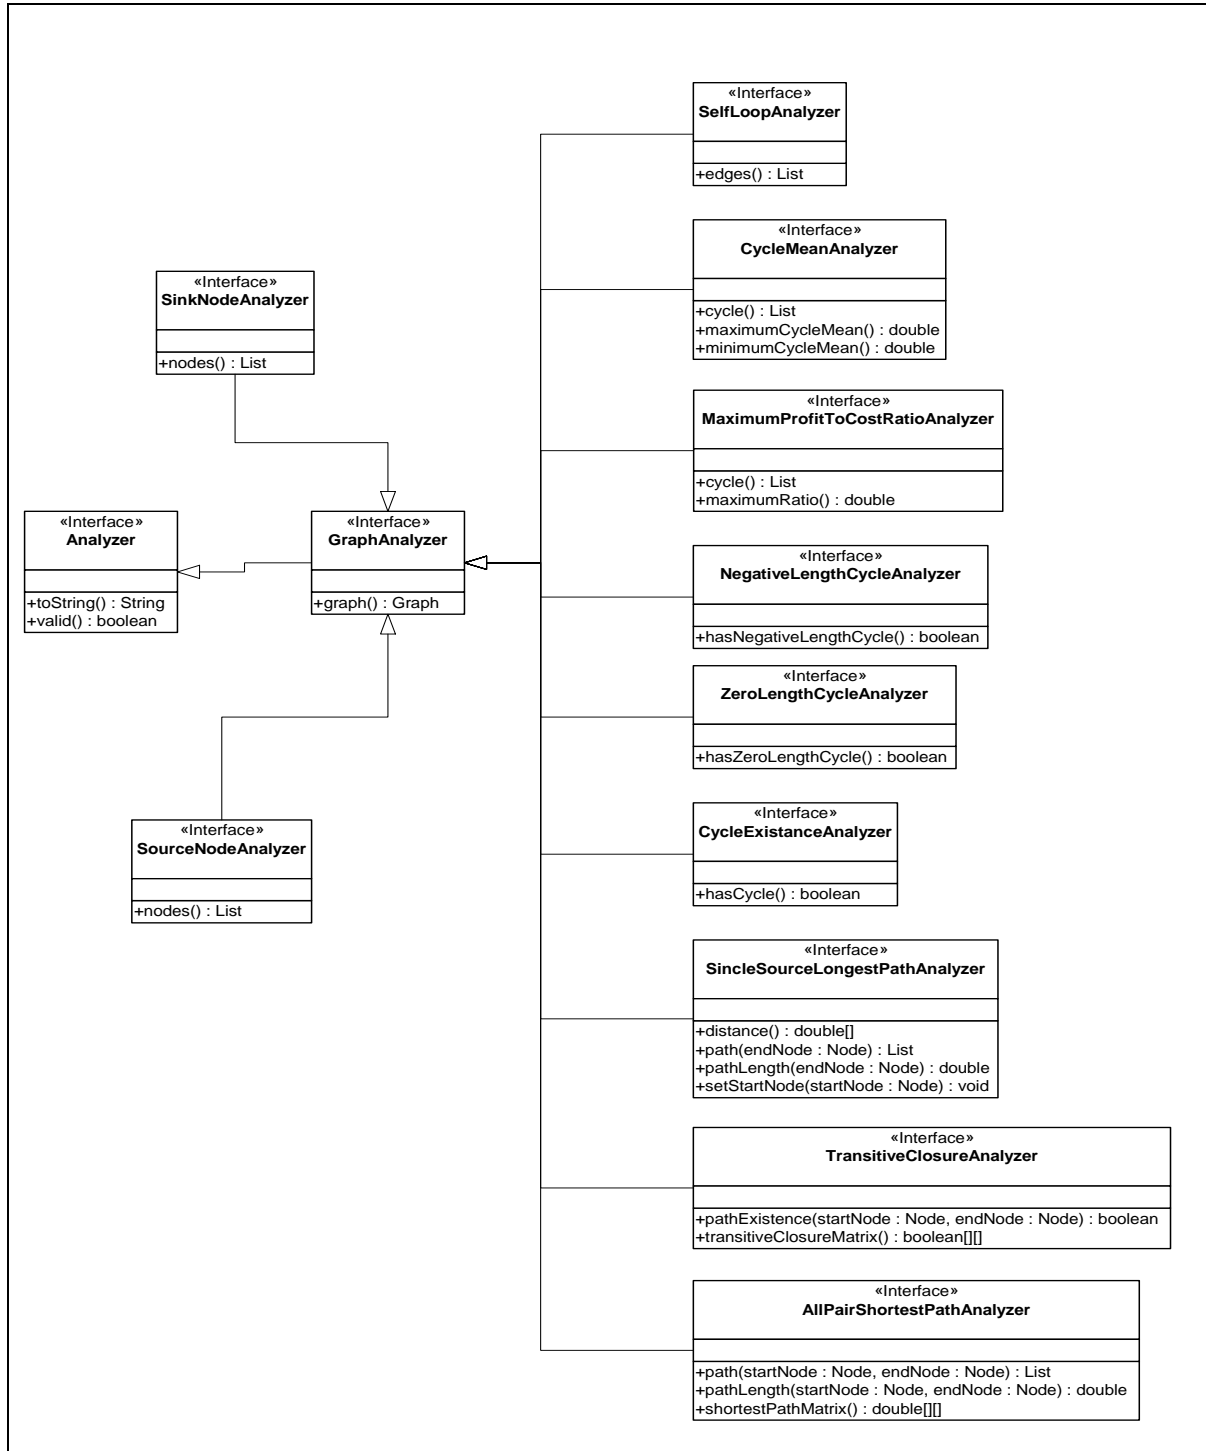 «Interface»
SelfLoopAnalyzer
+edges() : List
«Interface»
CycleMeanAnalyzer
+cycle() : List
+maximumCycleMean() : double
+minimumCycleMean() : double
«Interface»
SinkNodeAnalyzer
+nodes() : List
«Interface»
MaximumProfitToCostRatioAnalyzer
+cycle() : List
+maximumRatio() : double
«Interface»
Analyzer
+toString() : String
+valid() : boolean
«Interface»
GraphAnalyzer
+graph() : Graph
«Interface»
NegativeLengthCycleAnalyzer
+hasNegativeLengthCycle() : boolean
«Interface»
ZeroLengthCycleAnalyzer
+hasZeroLengthCycle() : boolean
«Interface»
SourceNodeAnalyzer
+nodes() : List
«Interface»
CycleExistanceAnalyzer
+hasCycle() : boolean
«Interface»
SincleSourceLongestPathAnalyzer
+distance() : double[]
+path(endNode : Node) : List
+pathLength(endNode : Node) : double
+setStartNode(startNode : Node) : void
«Interface»
TransitiveClosureAnalyzer
+pathExistence(startNode : Node, endNode : Node) : boolean
+transitiveClosureMatrix() : boolean[][]
«Interface»
AllPairShortestPathAnalyzer
+path(startNode : Node, endNode : Node) : List
+pathLength(startNode : Node, endNode : Node) : double
+shortestPathMatrix() : double[][]